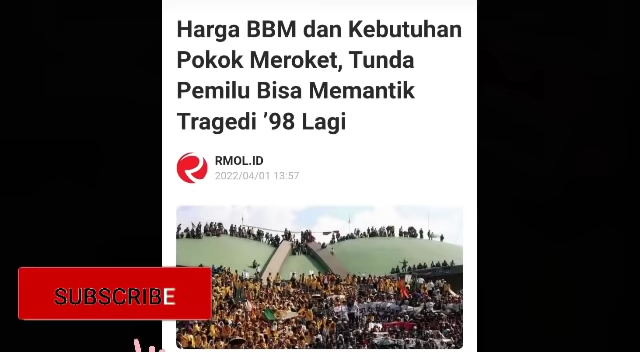 Harga BBM dan Kebutuhan
Pokok Meroket, Tunda
Pemilu Bisa Memantik
Tragedi ’98 Lagi
RMOL.ID
2022/04/01 13:57
SUBSCRIBE